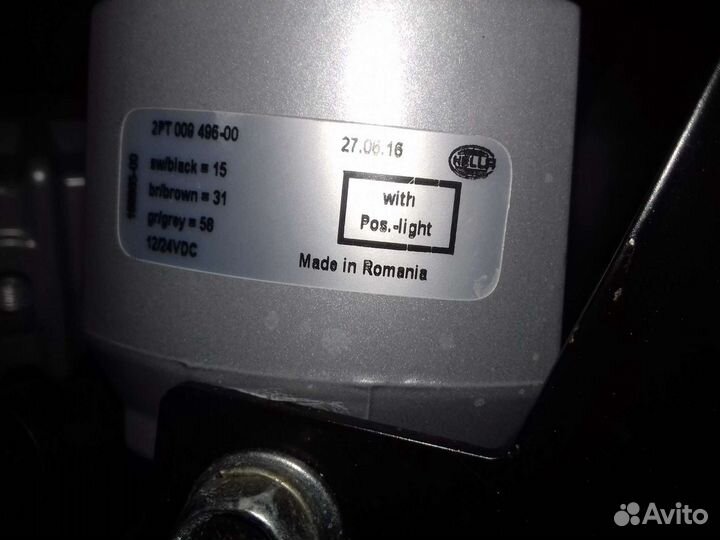 2PT 009 496-00
27.06.16
HELLA
sw/black = 15
br/brown = 31
gr/grey = 58
12/24VDC
with
Pos.-light
Made in Romania
Avito